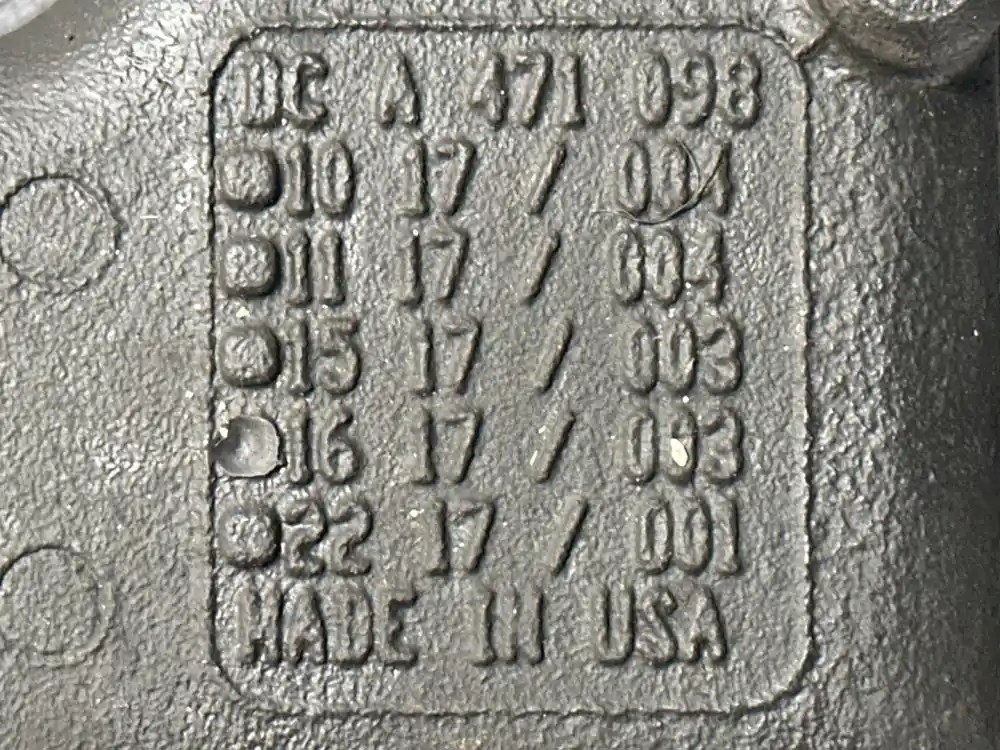 DC A 471 098
10 17 / 004
11 17 / 004
15 17 / 003
16 17 / 003
22 17 / 001
MADE IN USA